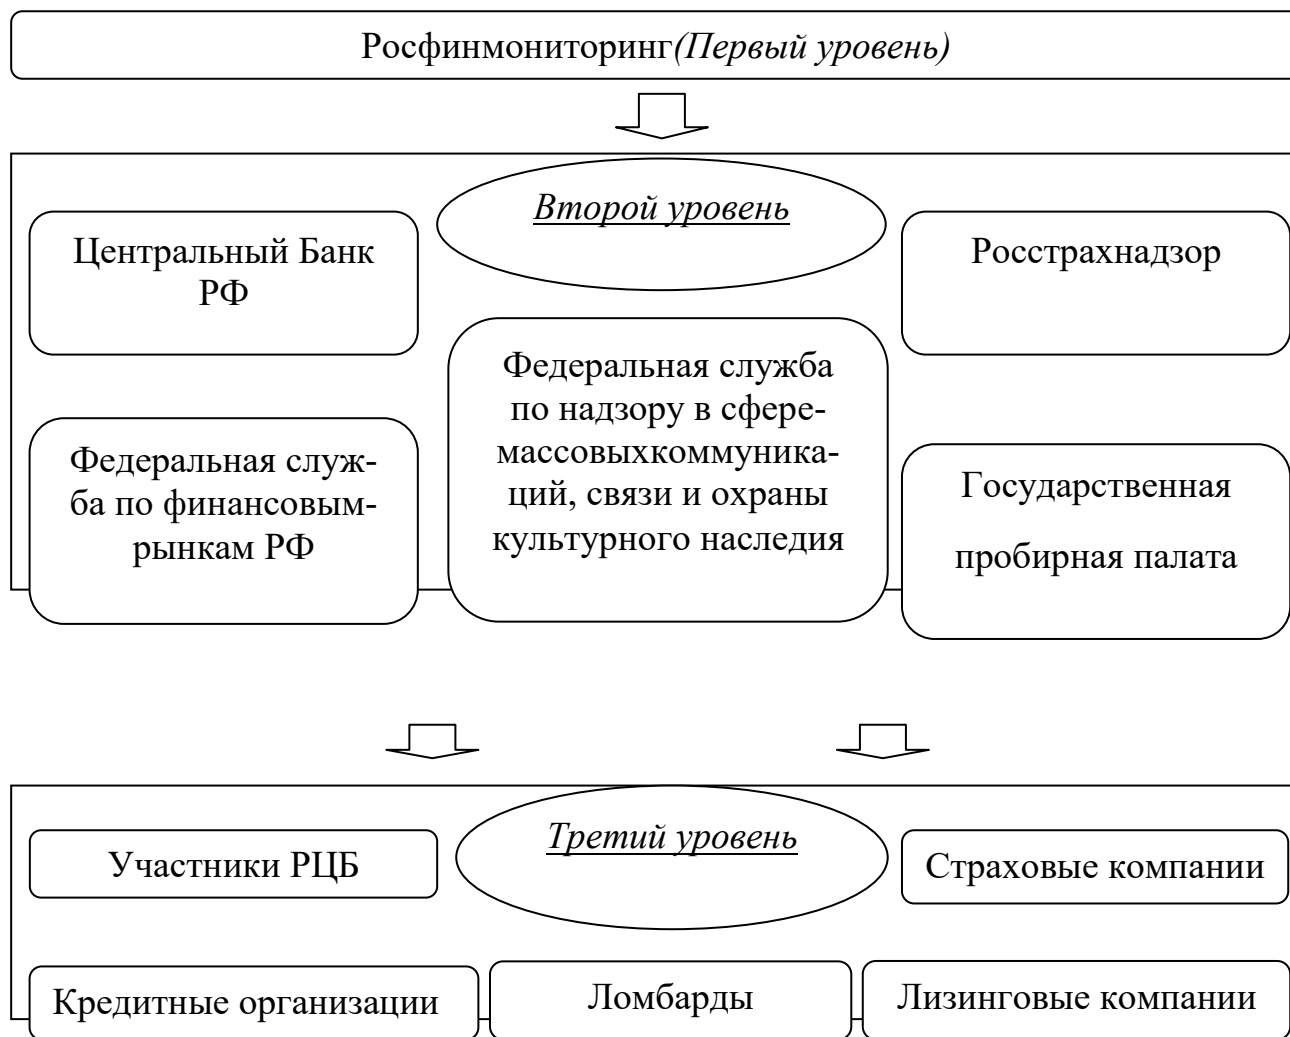 Росфинмониторинг(Первый уровень)
Второй уровень
Центральный Банк
РФ
Росстрахнадзор
Федеральная служба
по надзору в сфере-
массовыхкоммуника-
ций, связи и охраны
культурного наследия
Федеральная служ-
ба по финансовым-
рынкам РФ
Государственная
пробирная палата
Третий уровень
Участники РЦБ
Страховые компании
Кредитные организации
Ломбарды
Лизинговые компании